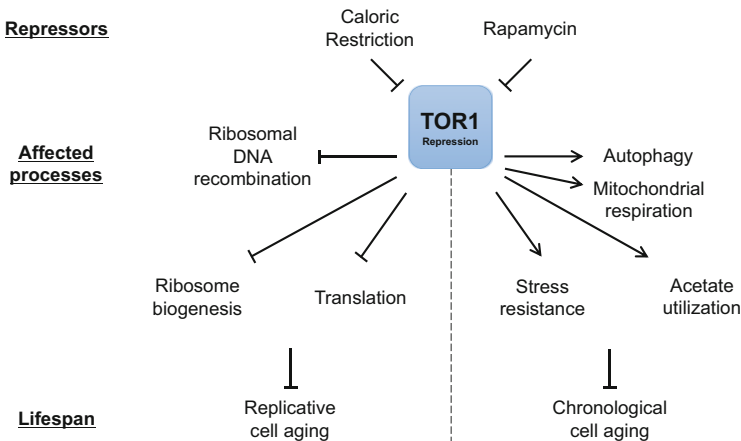 Repressors
Caloric
Restriction
Rapamycin
TOR1
Repression
Affected
processes
Ribosomal
DNA
recombination
Autophagy
Mitochondrial
respiration
Ribosome
biogenesis
Translation
Stress
resistance
Acetate
utilization
Lifespan
Replicative
cell aging
Chronological
cell aging